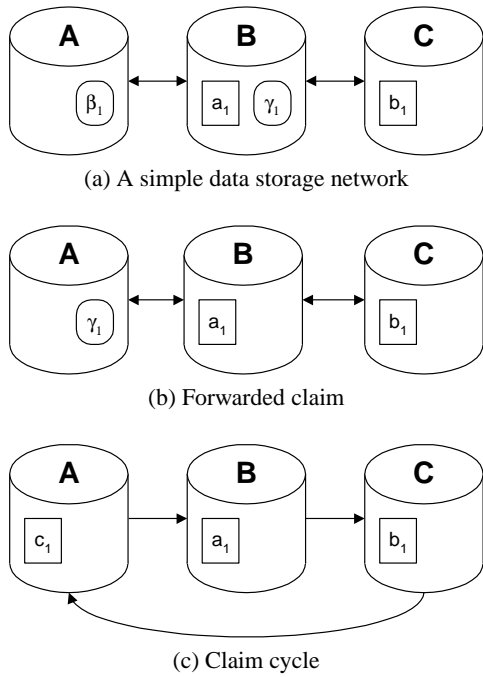 A B C
β₁ a₁ γ₁ b₁
(a) A simple data storage network
A B C
γ₁ a₁ b₁
(b) Forwarded claim
A B C
c₁ a₁ b₁
(c) Claim cycle